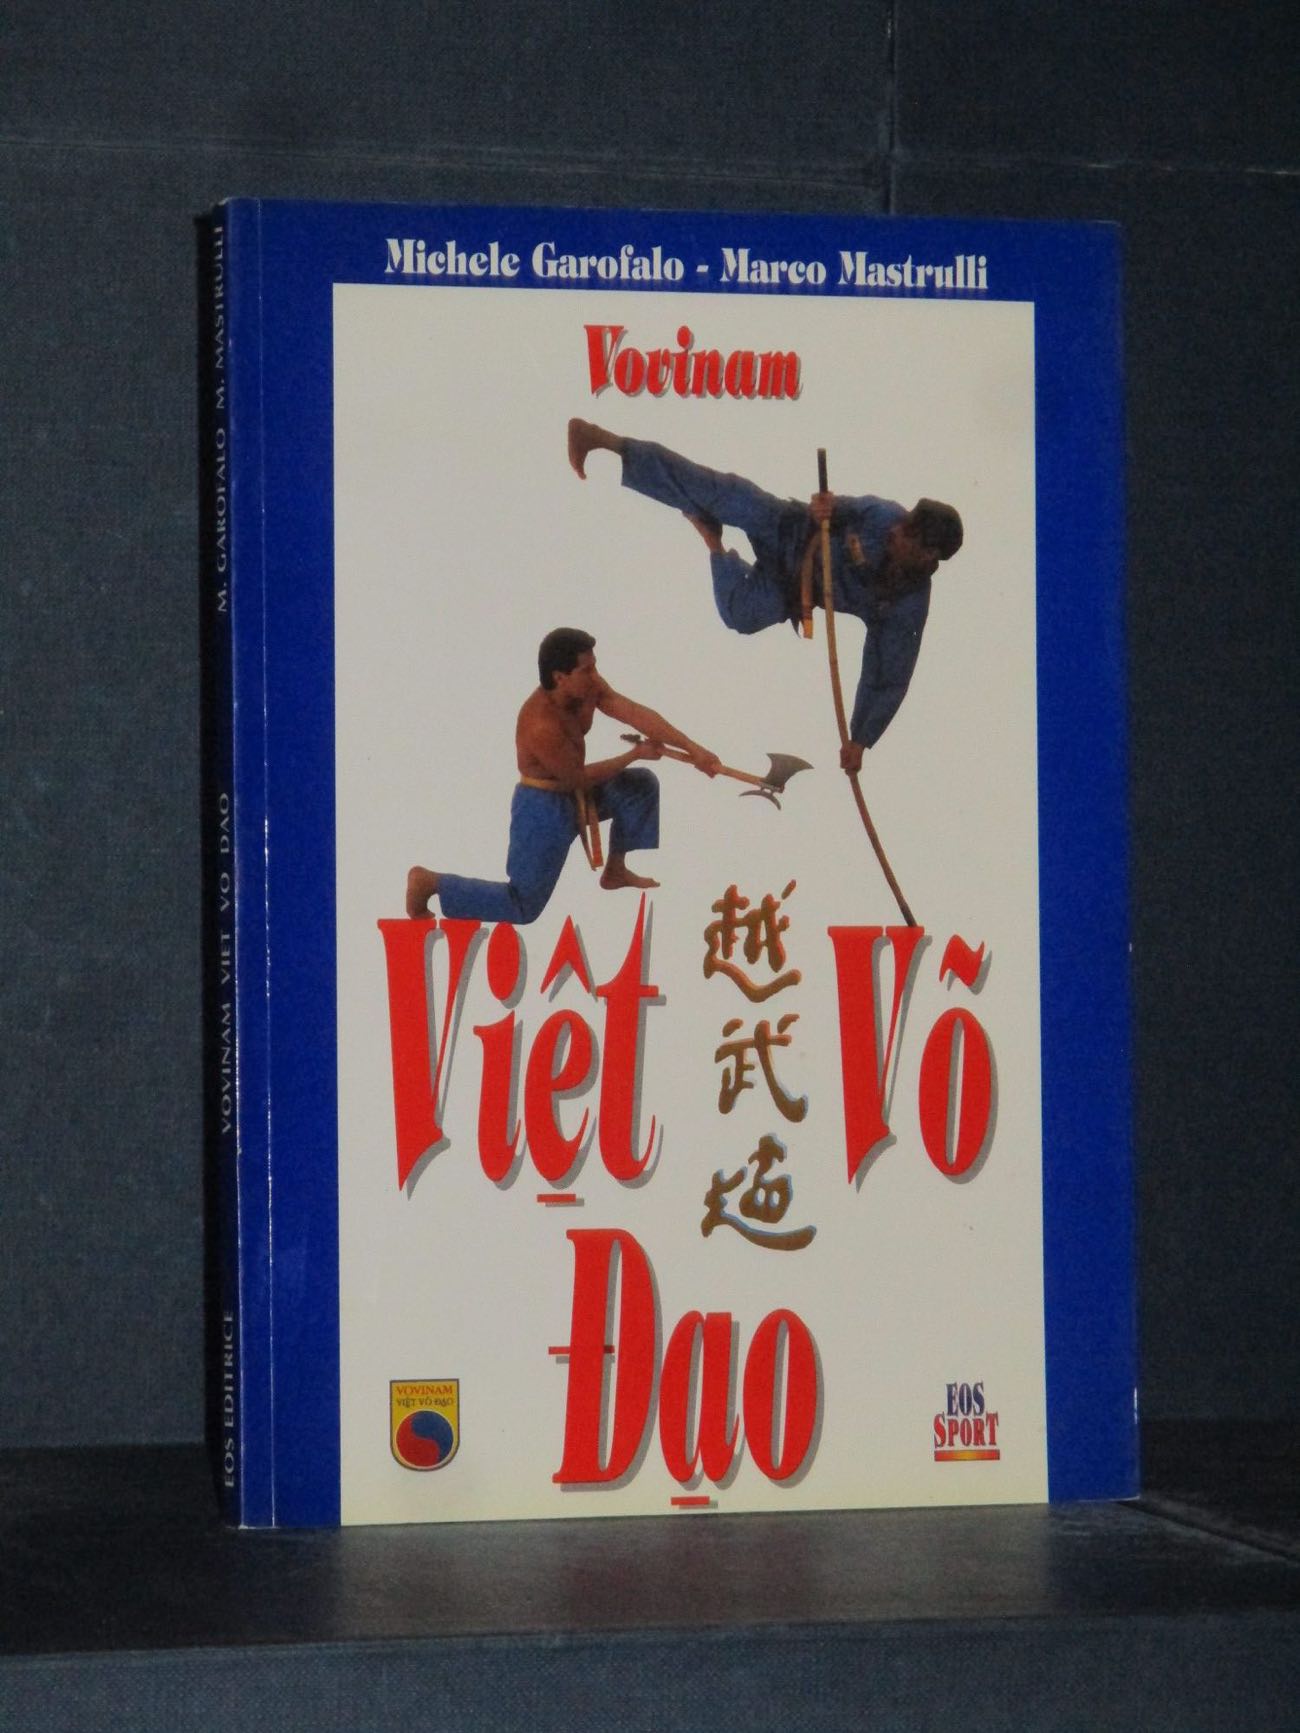 Michele Garofalo - Marco Mastrulli
Vovinam
Việt Võ
越
武
道
Đạo
VOVINAM
VIỆT VÕ ĐẠO
EOS
SPORT
EOS EDITRICE VOVINAM VIET VO DAO M. GAROFALO M. MASTRULLI